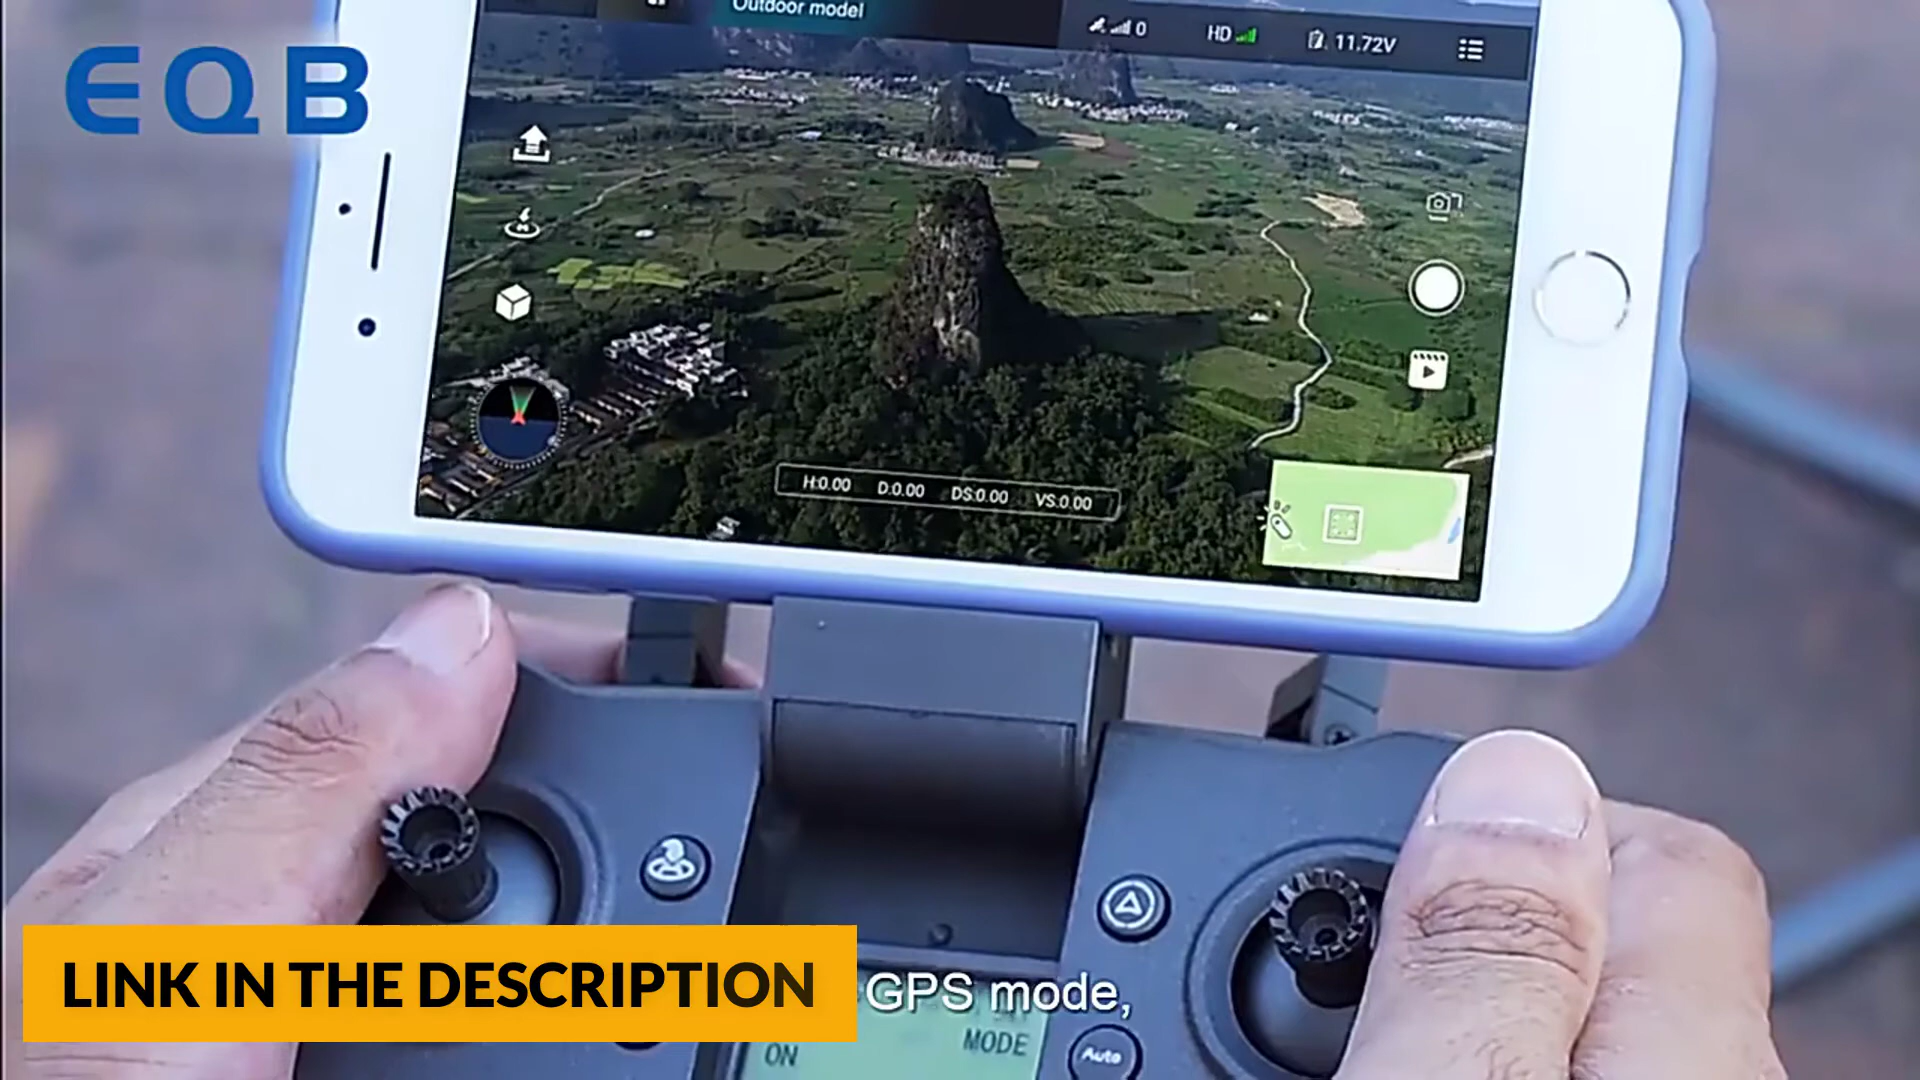 EQB
Outdoor model
0
HD
11.72V
H:0.00 D:0.00 DS:0.00 VS:0.00
LINK IN THE DESCRIPTION
GPS mode,
ON
MODE
Auto